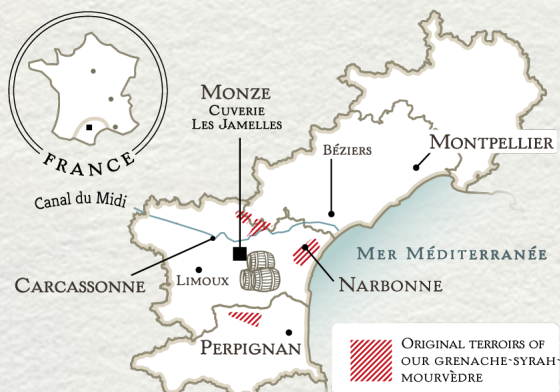 FRANCE
Monze
Cuverie
Les Jamelles
Béziers
Montpellier
Canal du Midi
Mer Méditerranée
Carcassonne
Limoux
Narbonne
Perpignan
Original terroirs of
our grenache-syrah-
mourvèdre